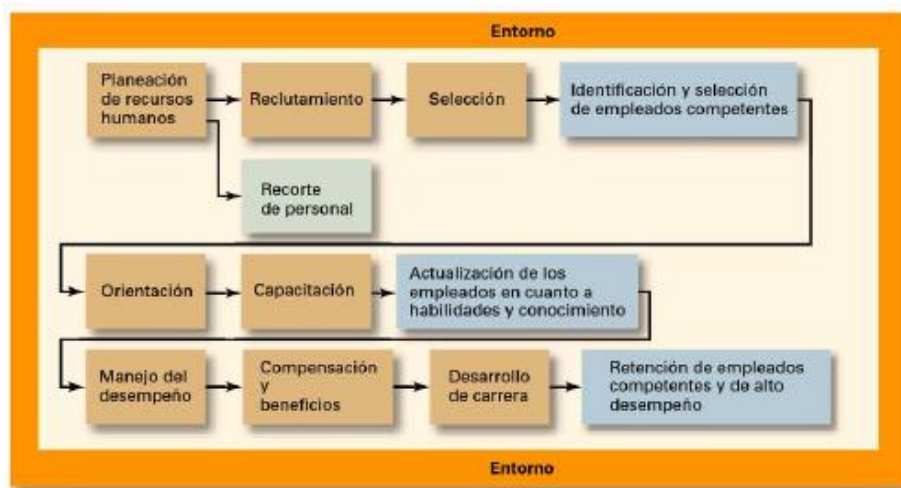 Entorno
Planeación
de recursos
humanos
Reclutamiento
Selección
Identificación y selección
de empleados competentes
Recorte
de personal
Orientación
Capacitación
Actualización de los
empleados en cuanto a
habilidades y conocimiento
Manejo del
desempeño
Compensación
y
beneficios
Desarrollo
de carrera
Retención de empleados
competentes y de alto
desempeño
Entorno